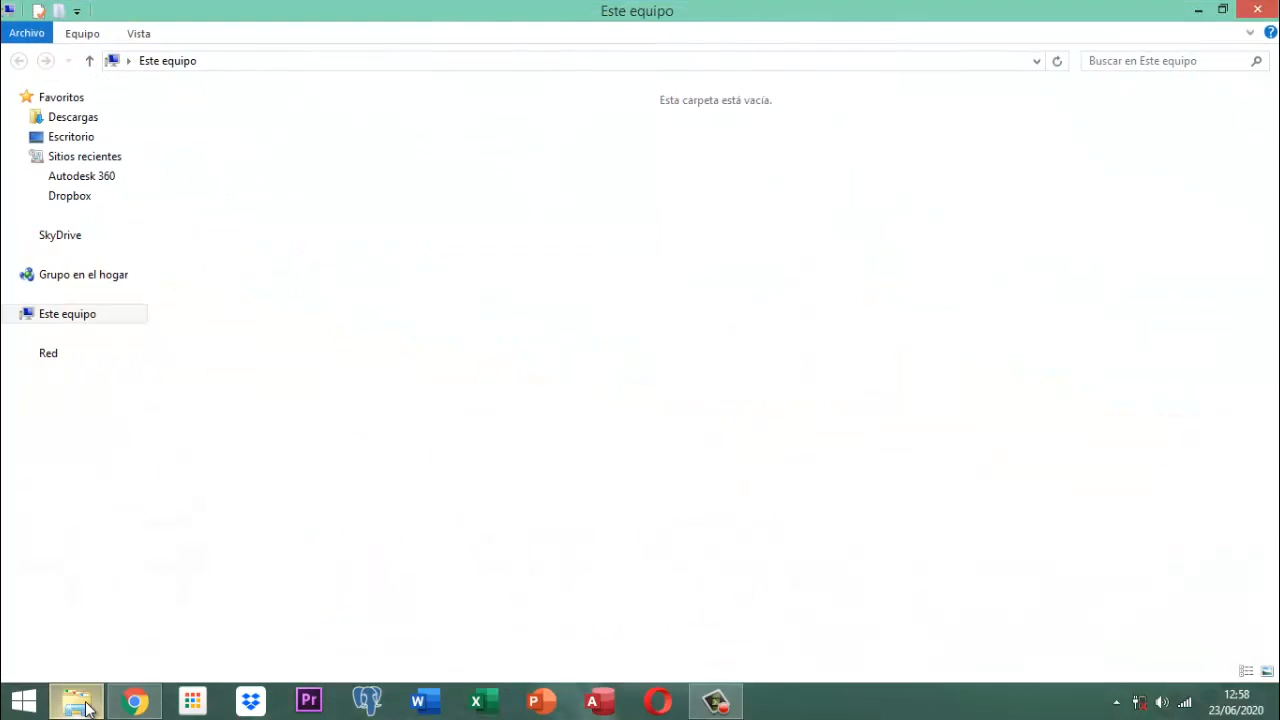 Este equipo
Archivo Equipo Vista
Este equipo Buscar en Este equipo
Favoritos
Descargas
Escritorio
Sitios recientes
Autodesk 360
Dropbox
SkyDrive
Grupo en el hogar
Este equipo
Red
Esta carpeta está vacía.
Pr W X P A
12:58
23/06/2020